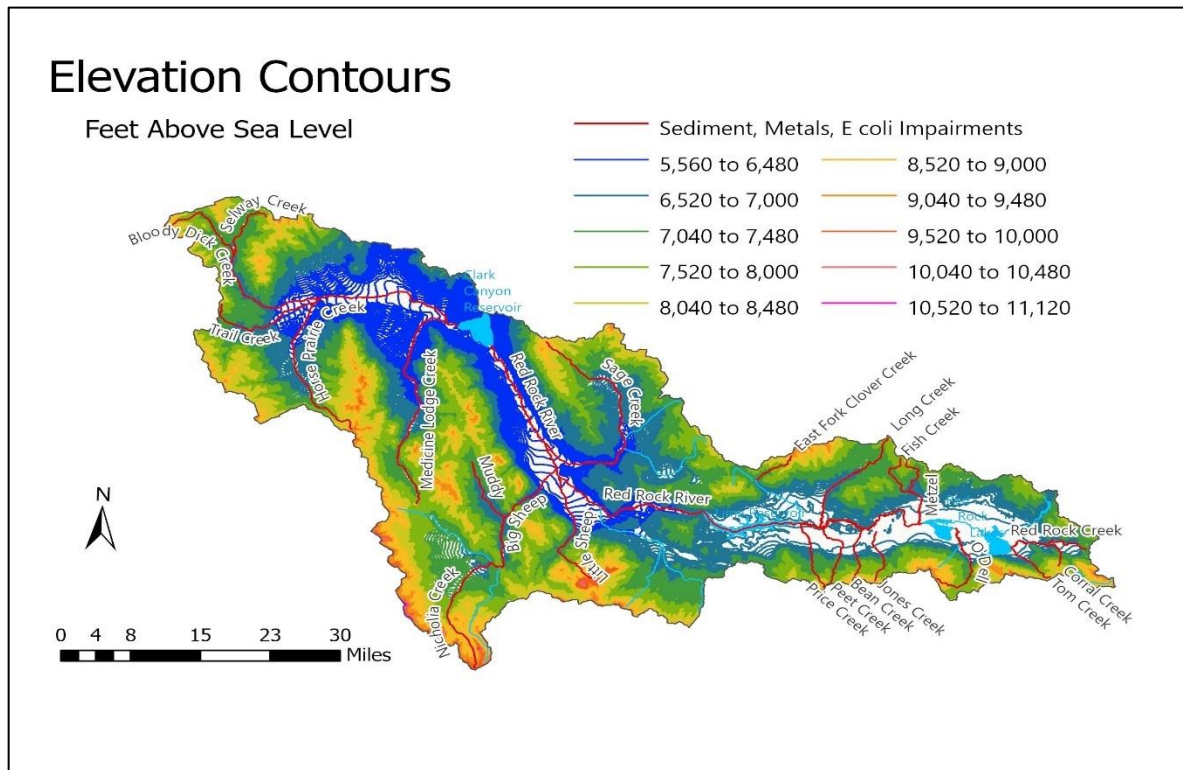 Elevation Contours
Feet Above Sea Level
Sediment, Metals, E coli Impairments
5,560 to 6,480
6,520 to 7,000
7,040 to 7,480
7,520 to 8,000
8,040 to 8,480
8,520 to 9,000
9,040 to 9,480
9,520 to 10,000
10,040 to 10,480
10,520 to 11,120
Selway Creek
Bloody Dick Creek
Trail Creek
Horse Prairie Creek
Medicine Lodge Creek
Clark
Canyon
Reservoir
Red Rock River
Sage Creek
Muddy
Big Sheep
Little Sheep
Nicholia Creek
Red Rock River
East Fork Clover Creek
Long Creek
Fish Creek
Metzel
Rock
Red Rock Creek
O'Dell
Corral Creek
Tom Creek
Jones Creek
Bean Creek
Peet Creek
Price Creek
N
0 4 8 15 23 30
Miles